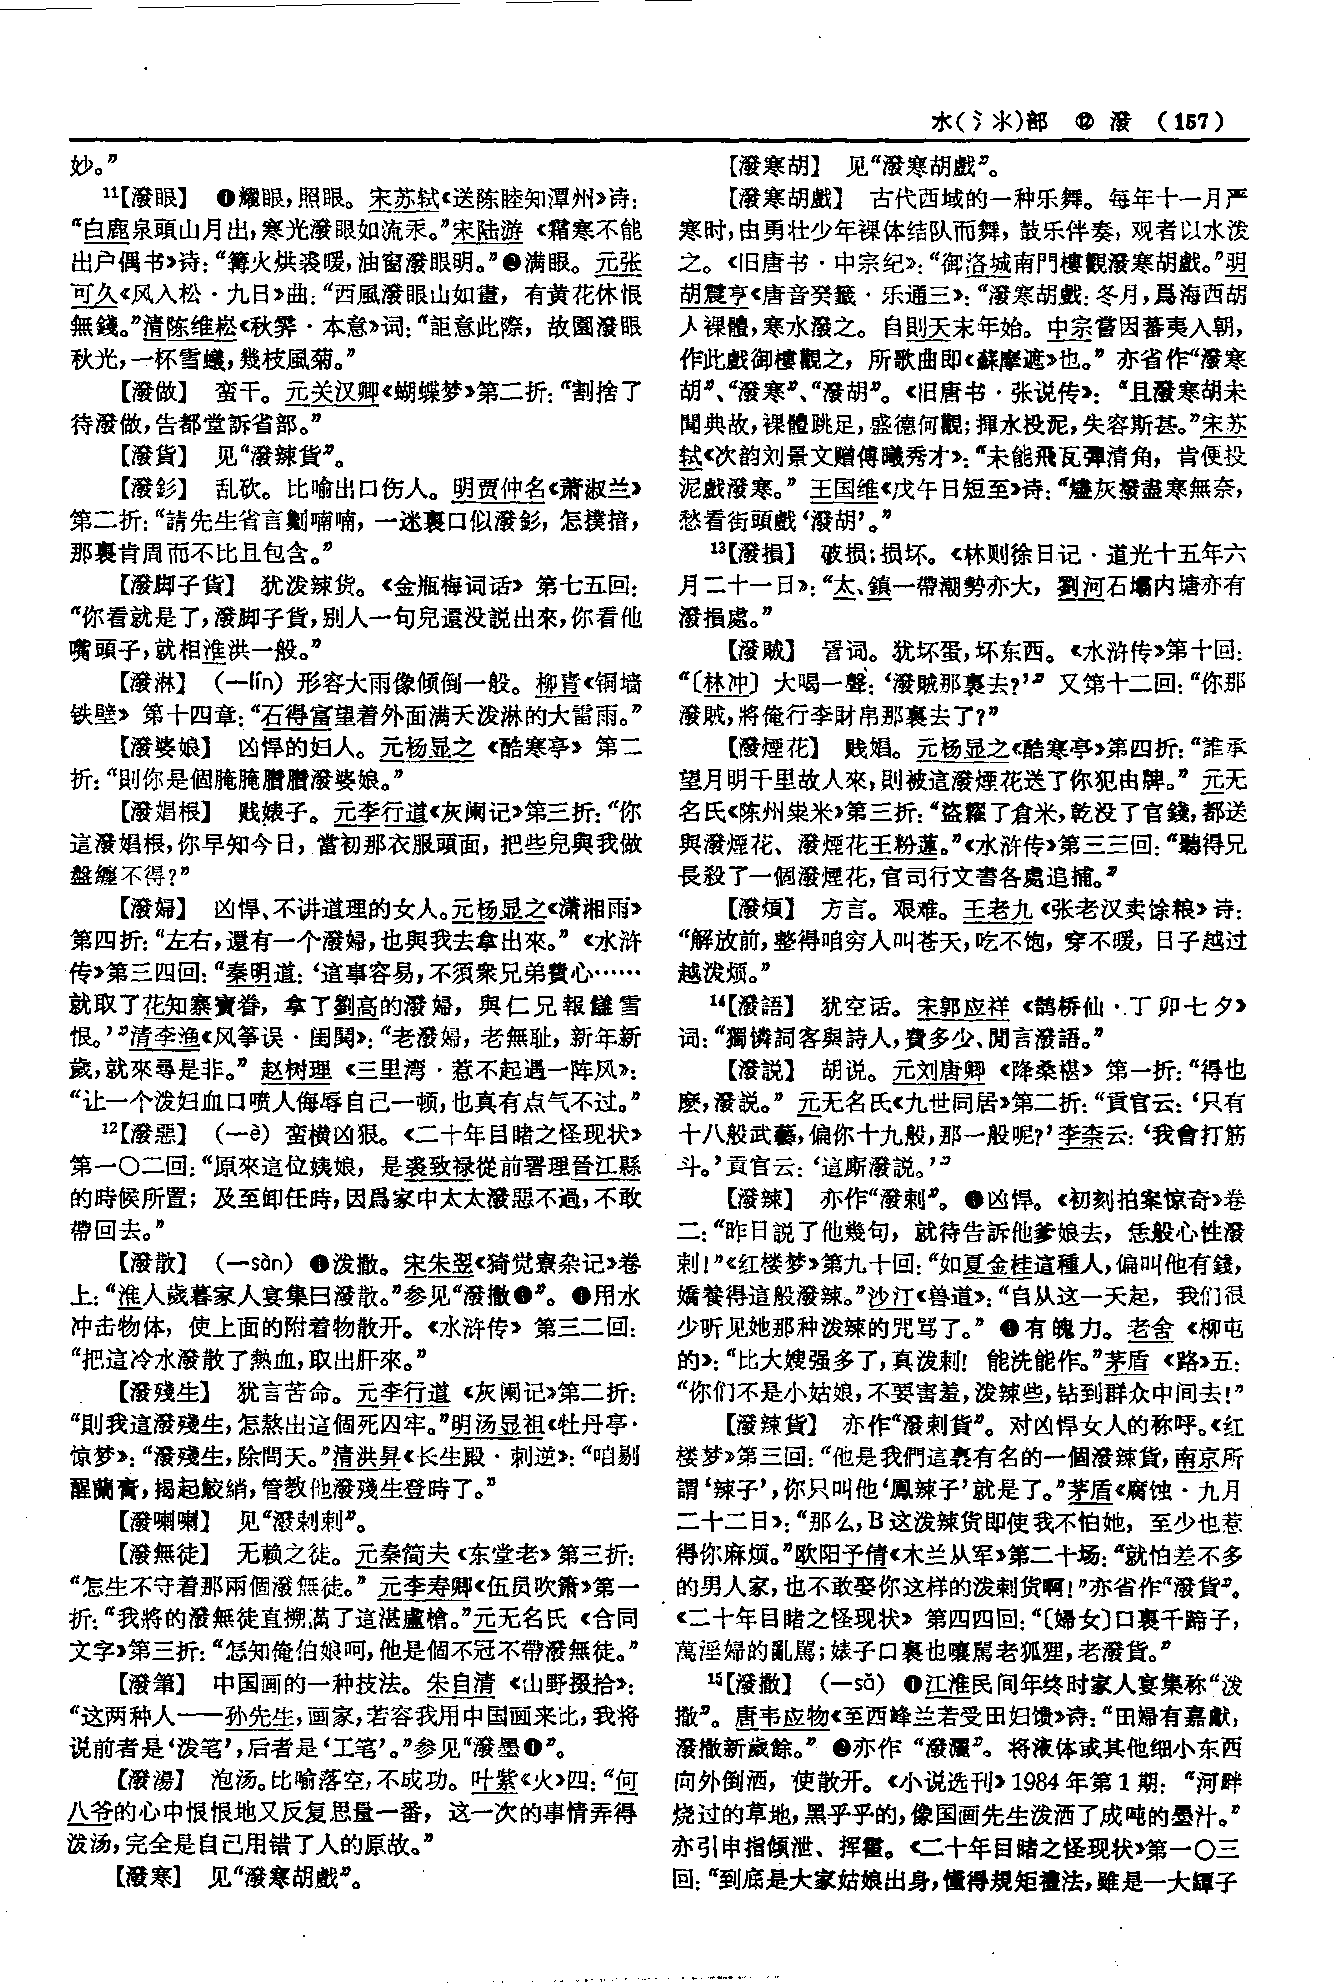 水(氵氺)部 ⑫ 潑 (157)
妙。”
¹¹【潑眼】 ❶耀眼,照眼。宋苏轼《送陈睦知潭州》诗:
“白鹿泉頭山月出,寒光潑眼如流汞。”宋陆游《霜寒不能
出户偶书》诗:“篝火烘裘暖,油窗潑眼明。”❷满眼。元张
可久《风入松·九日》曲:“西風潑眼山如畫,有黄花休恨
無錢。”清陈维崧《秋霁·本意》词:“詎意此際,故園潑眼
秋光,一杯雪蟻,幾枝風菊。”
【潑做】 蛮干。元关汉卿《蝴蝶梦》第二折:“割捨了
待潑做,告都堂訴省部。”
【潑貨】 见“潑辣貨”。
【潑釤】 乱砍。比喻出口伤人。明贾仲名《萧淑兰》
第二折:“請先生省言劐喃喃,一迷裏口似潑釤,怎撲掊,
那裏肯周而不比且包含。”
【潑脚子貨】 犹泼辣货。《金瓶梅词话》第七五回:
“你看就是了,潑脚子貨,别人一句兒還没説出來,你看他
嘴頭子,就相淮洪一般。”
【潑淋】 (—lín) 形容大雨像倾倒一般。柳青《铜墙
铁壁》第十四章:“石得富望着外面满天泼淋的大雷雨。”
【潑婆娘】 凶悍的妇人。元杨显之《酷寒亭》第二
折:“則你是個腌腌臢臢潑婆娘。”
【潑娼根】 贱婊子。元李行道《灰阑记》第三折:“你
這潑娼根,你早知今日,當初那衣服頭面,把些兒與我做
盤纏不得?”
【潑婦】 凶悍、不讲道理的女人。元杨显之《潇湘雨》
第四折:“左右,還有一个潑婦,也與我去拿出來。”《水浒
传》第三四回:“秦明道:‘這事容易,不須衆兄弟費心……
就取了花知寨寶眷,拿了劉高的潑婦,與仁兄報讎雪
恨。’”清李渔《风筝误·闺鬨》:“老潑婦,老無耻,新年新
歲,就來尋是非。”赵树理《三里湾·惹不起遇一阵风》:
“让一个泼妇血口喷人侮辱自己一顿,也真有点气不过。”
¹²【潑惡】 (—è) 蛮横凶狠。《二十年目睹之怪现状》
第一〇二回:“原來這位姨娘,是裘致禄從前署理晉江縣
的時候所置;及至卸任時,因爲家中太太潑惡不過,不敢
帶回去。”
【潑散】 (—sàn) ❶泼撒。宋朱翌《猗觉寮杂记》卷
上:“淮人歲暮家人宴集曰潑散。”参见“潑撒❶”。❶用水
冲击物体,使上面的附着物散开。《水浒传》第三二回:
“把這冷水潑散了熱血,取出肝來。”
【潑殘生】 犹言苦命。元李行道《灰阑记》第二折:
“則我這潑殘生,怎熬出這個死囚牢。”明汤显祖《牡丹亭·
惊梦》:“潑殘生,除問天。”清洪昇《长生殿·刺逆》:“咱剔
醒蘭膏,揭起鮫綃,管教他潑殘生登時了。”
【潑喇喇】 见“潑剌剌”。
【潑無徒】 无赖之徒。元秦简夫《东堂老》第三折:
“怎生不守着那兩個潑無徒。”元李寿卿《伍员吹箫》第一
折:“我將的潑無徒直搠滿了這湛盧槍。”元无名氏《合同
文字》第三折:“怎知俺伯娘呵,他是個不冠不帶潑無徒。”
【潑筆】 中国画的一种技法。朱自清《山野掇拾》:
“这两种人——孙先生,画家,若容我用中国画来比,我将
说前者是‘泼笔’,后者是‘工笔’。”参见“潑墨❶”。
【潑湯】 泡汤。比喻落空,不成功。叶紫《火》四:“何
八爷的心中恨恨地又反复思量一番,这一次的事情弄得
泼汤,完全是自己用错了人的原故。”
【潑寒】 见“潑寒胡戲”。
【潑寒胡】 见“潑寒胡戲”。
【潑寒胡戲】 古代西域的一种乐舞。每年十一月严
寒时,由勇壮少年裸体结队而舞,鼓乐伴奏,观者以水泼
之。《旧唐书·中宗纪》:“御洛城南門樓觀潑寒胡戲。”明
胡震亨《唐音癸籤·乐通三》:“潑寒胡戲:冬月,爲海西胡
人裸體,寒水潑之。自則天末年始。中宗嘗因蕃夷入朝,
作此戲御樓觀之,所歌曲即《蘇摩遮》也。”亦省作“潑寒
胡”、“潑寒”、“潑胡”。《旧唐书·张说传》:“且潑寒胡未
聞典故,裸體跳足,盛德何觀;揮水投泥,失容斯甚。”宋苏
轼《次韵刘景文赠傅曦秀才》:“未能飛瓦彈清角,肯便投
泥戲潑寒。”王国维《戊午日短至》诗:“爐灰撥盡寒無奈,
愁看街頭戲‘潑胡’。”
¹³【潑損】 破损;损坏。《林则徐日记·道光十五年六
月二十一日》:“太、鎮一帶潮勢亦大,劉河石壩内塘亦有
潑損處。”
【潑賊】 詈词。犹坏蛋,坏东西。《水浒传》第十回:
“〔林冲〕大喝一聲:‘潑賊那裏去?’”又第十二回:“你那
潑賊,將俺行李財帛那裏去了?”
【潑煙花】 贱娼。元杨显之《酷寒亭》第四折:“誰承
望月明千里故人來,則被這潑煙花送了你犯由牌。”元无
名氏《陈州粜米》第三折:“盜糶了倉米,乾没了官錢,都送
與潑煙花、潑煙花王粉蓮。”《水浒传》第三三回:“聽得兄
長殺了一個潑煙花,官司行文書各處追捕。”
【潑煩】 方言。艰难。王老九《张老汉卖馀粮》诗:
“解放前,整得咱穷人叫苍天,吃不饱,穿不暖,日子越过
越泼烦。”
¹⁴【潑語】 犹空话。宋郭应祥《鹊桥仙·丁卯七夕》
词:“獨憐詞客與詩人,費多少、閒言潑語。”
【潑説】 胡说。元刘唐卿《降桑椹》第一折:“得也
麽,潑説。”元无名氏《九世同居》第二折:“貢官云:‘只有
十八般武藝,偏你十九般,那一般呢?’李柰云:‘我會打筋
斗。’貢官云:‘這厮潑説。’”
【潑辣】 亦作“潑剌”。❶凶悍。《初刻拍案惊奇》卷
二:“昨日説了他幾句,就待告訴他爹娘去,恁般心性潑
剌!”《红楼梦》第九十回:“如夏金桂這種人,偏叫他有錢,
嬌養得這般潑辣。”沙汀《兽道》:“自从这一天起,我们很
少听见她那种泼辣的咒骂了。”❶有魄力。老舍《柳屯
的》:“比大嫂强多了,真泼剌!能洗能作。”茅盾《路》五:
“你们不是小姑娘,不要害羞,泼辣些,钻到群众中间去!”
【潑辣貨】 亦作“潑剌貨”。对凶悍女人的称呼。《红
楼梦》第三回:“他是我們這裏有名的一個潑辣貨,南京所
謂‘辣子’,你只叫他‘鳳辣子’就是了。”茅盾《腐蚀·九月
二十二日》:“那么,B这泼辣货即使我不怕她,至少也惹
得你麻烦。”欧阳予倩《木兰从军》第二十场:“就怕差不多
的男人家,也不敢娶你这样的泼剌货啊!”亦省作“潑貨”。
《二十年目睹之怪现状》第四四回:“〔婦女〕口裏千蹄子,
萬淫婦的亂駡;婊子口裏也嚷駡老狐狸,老潑貨。”
¹⁵【潑撒】 (—sǎ) ❶江淮民间年终时家人宴集称“泼
撒”。唐韦应物《至西峰兰若受田妇馈》诗:“田婦有嘉獻,
潑撒新歲餘。”❷亦作“潑灑”。将液体或其他细小东西
向外倒洒,使散开。《小说选刊》1984年第1期:“河畔
烧过的草地,黑乎乎的,像国画先生泼洒了成吨的墨汁。”
亦引申指倾泄、挥霍。《二十年目睹之怪现状》第一〇三
回:“到底是大家姑娘出身,懂得規矩禮法,雖是一大罈子